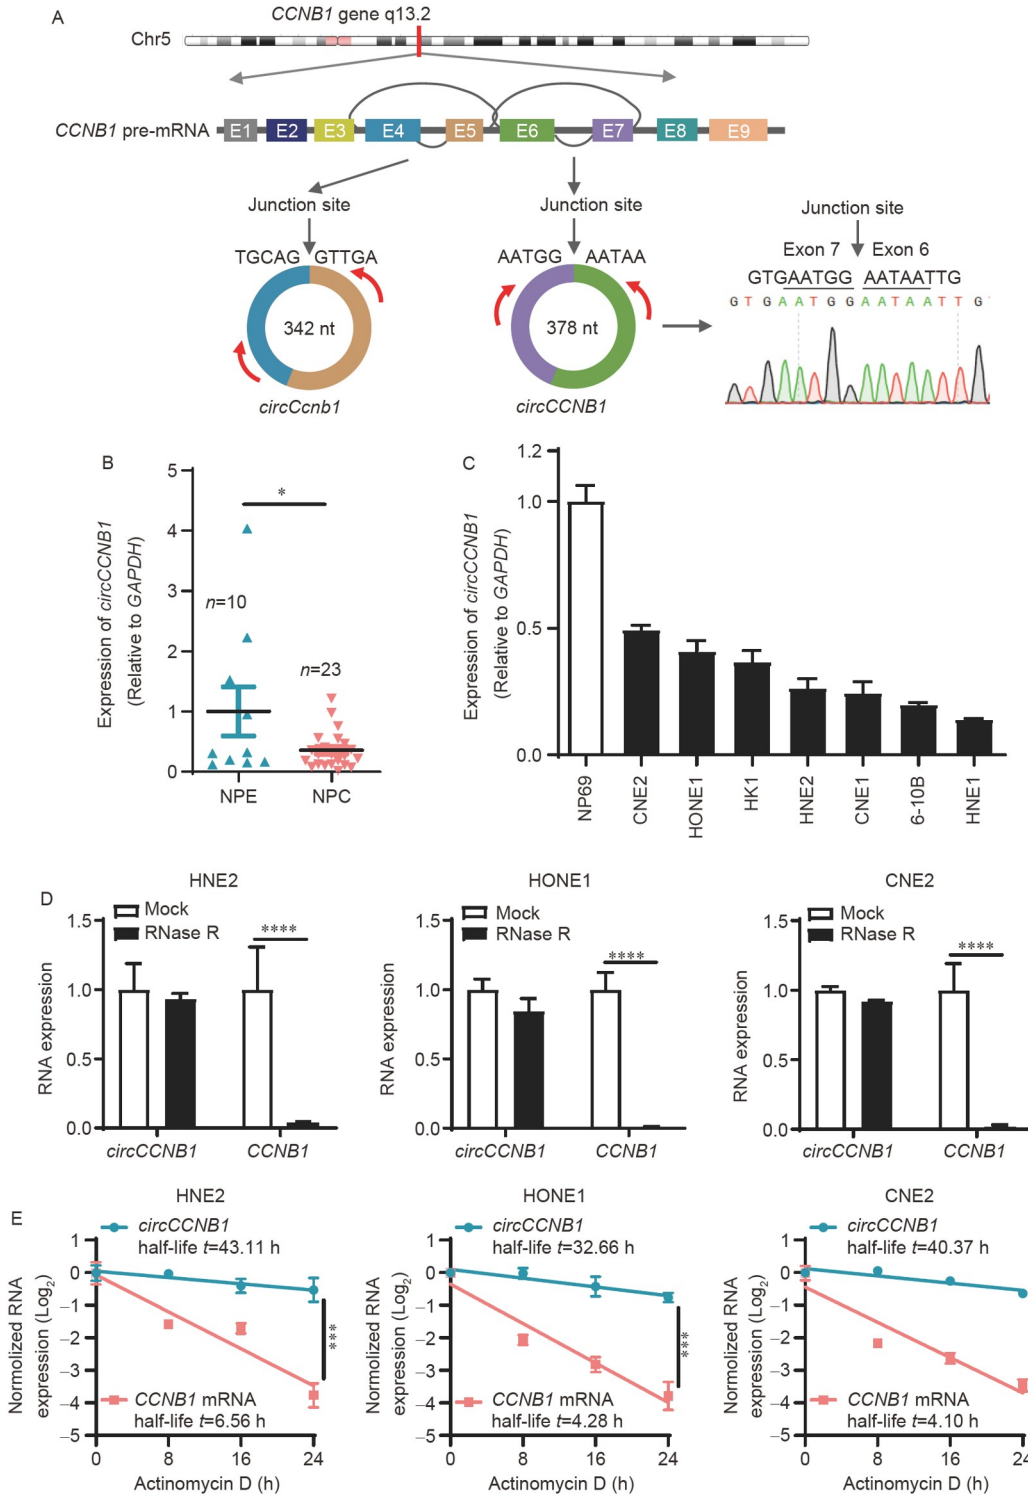 A
CCNB1 gene q13.2
Chr5
CCNB1 pre-mRNA
E1 E2 E3 E4 E5 E6 E7 E8 E9
Junction site
Junction site
Junction site
TGCAG GTTGA
AATGG AATAA
Exon 7 Exon 6
GTGAATGG AATAATTG
G T G A A T G G A A T A A T T G
342 nt
378 nt
circCcnb1
circCCNB1
B
Expression of circCCNB1
(Relative to GAPDH)
5
4
3
2
1
0
*
n=10
n=23
NPE NPC
C
Expression of circCCNB1
(Relative to GAPDH)
1.2
1.0
0.5
0.0
NP69
CNE2
HONE1
HK1
HNE2
CNE1
6-10B
HNE1
D
HNE2
Mock
RNase R
****
RNA expression
1.5
1.0
0.5
0.0
circCCNB1 CCNB1
HONE1
Mock
RNase R
****
RNA expression
1.5
1.0
0.5
0.0
circCCNB1 CCNB1
CNE2
Mock
RNase R
****
RNA expression
1.5
1.0
0.5
0.0
circCCNB1 CCNB1
E
HNE2
circCCNB1
half-life t=43.11 h
Normolized RNA
expression (Log2)
1
0
–1
–2
–3
–4
–5
***
CCNB1 mRNA
half-life t=6.56 h
0 8 16 24
Actinomycin D (h)
HONE1
circCCNB1
half-life t=32.66 h
Normolized RNA
expression (Log2)
1
0
–1
–2
–3
–4
–5
***
CCNB1 mRNA
half-life t=4.28 h
0 8 16 24
Actinomycin D (h)
CNE2
circCCNB1
half-life t=40.37 h
Normolized RNA
expression (Log2)
1
0
–1
–2
–3
–4
–5
CCNB1 mRNA
half-life t=4.10 h
0 8 16 24
Actinomycin D (h)